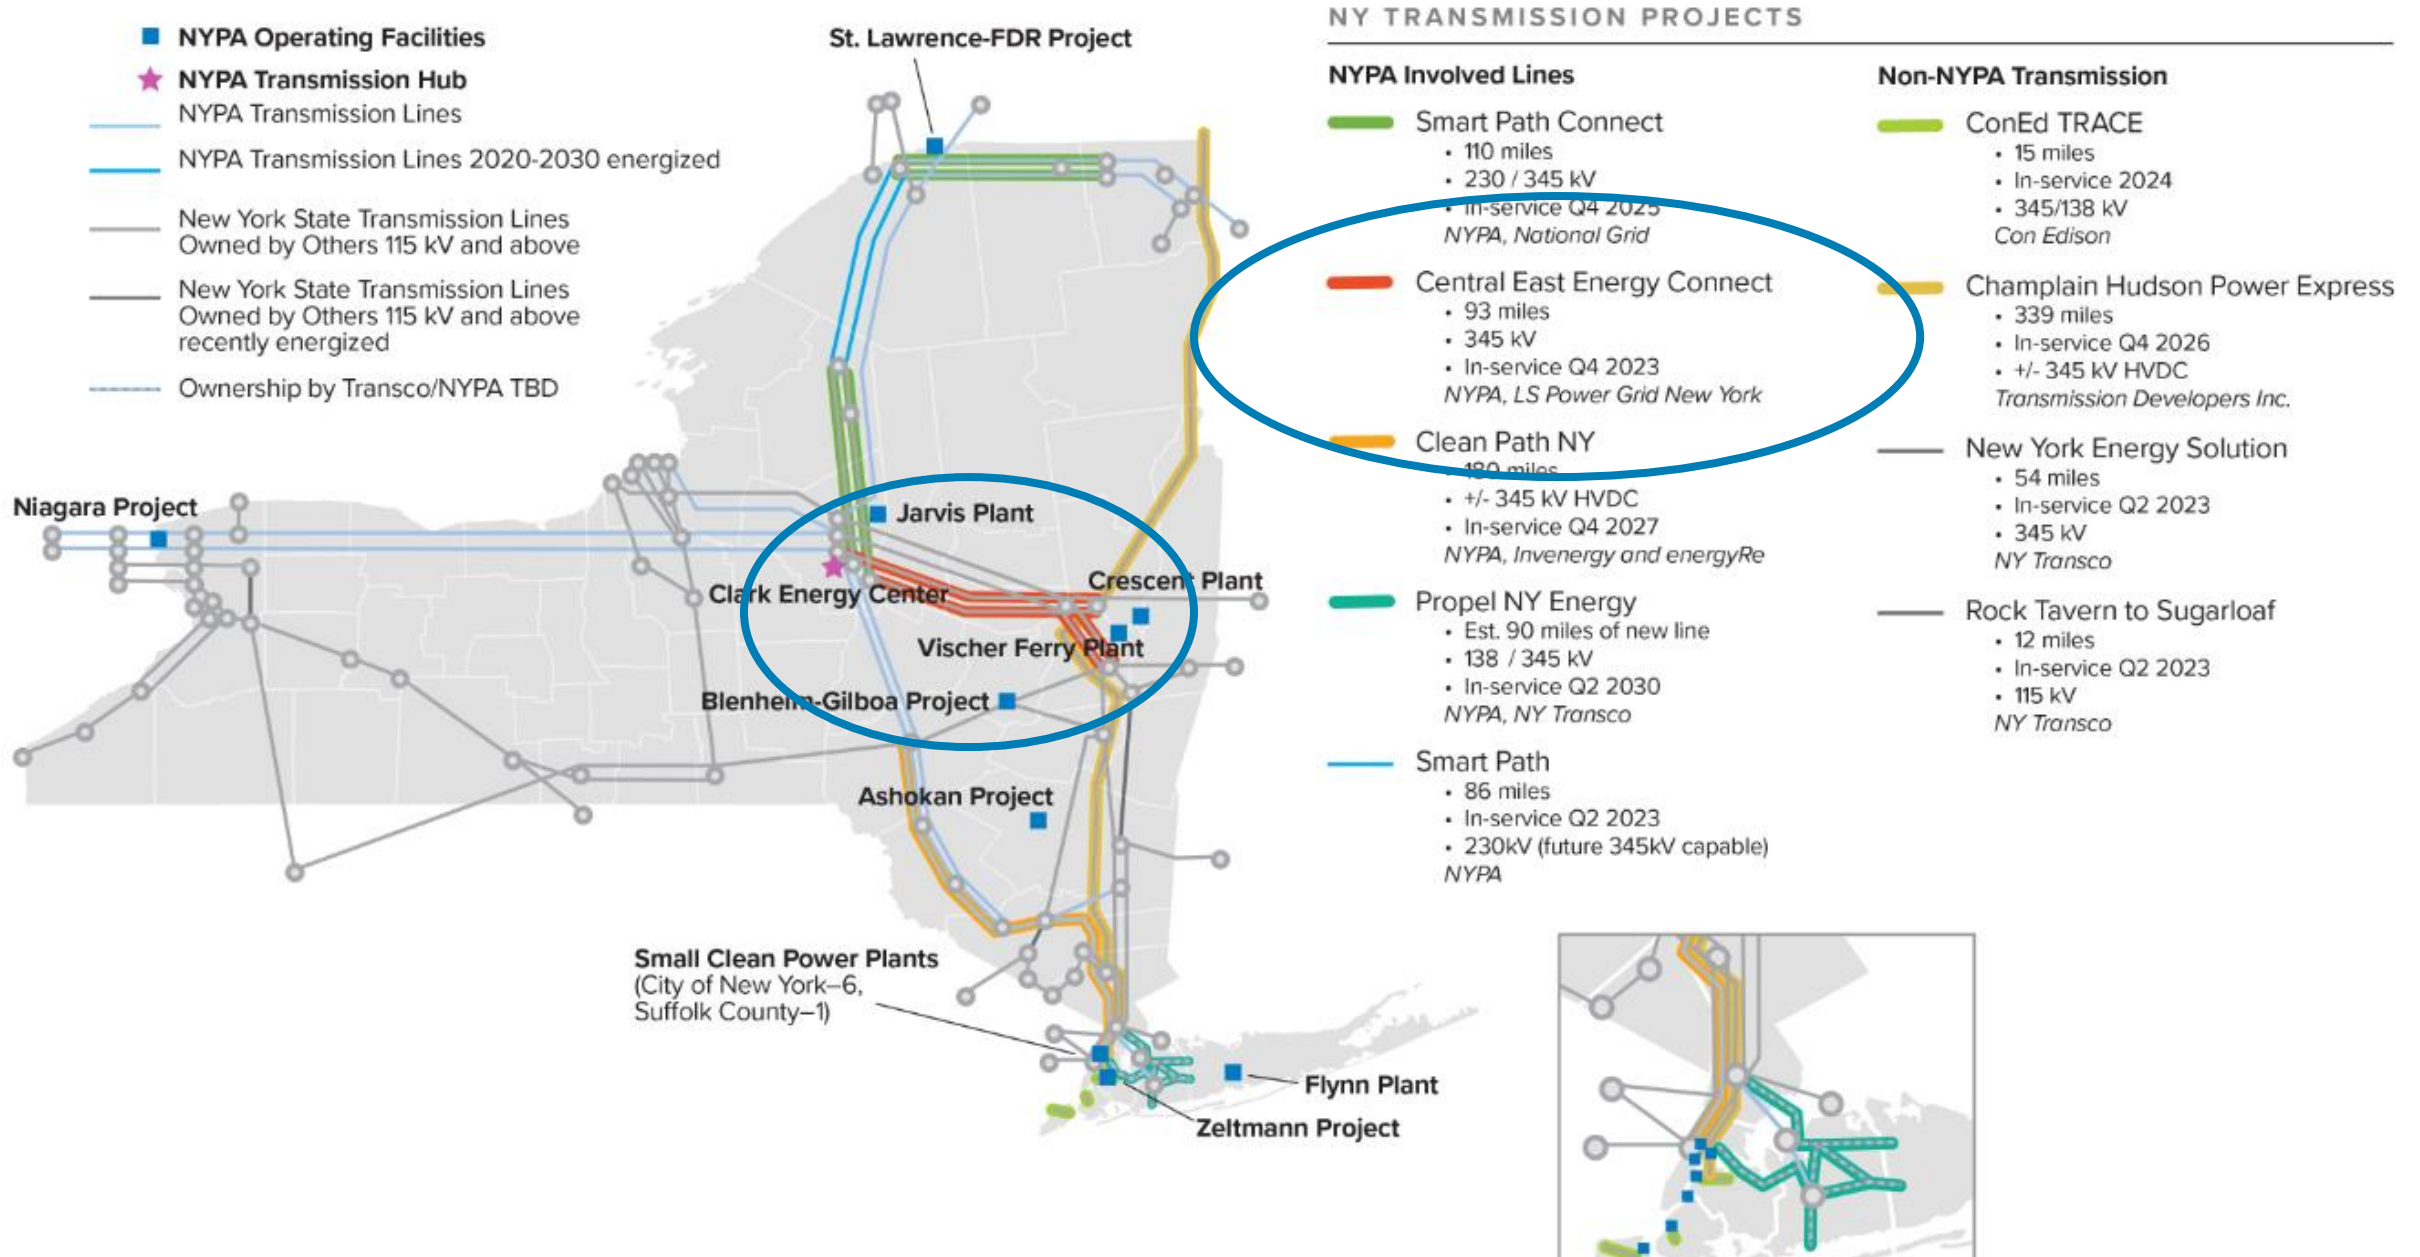 NYPA Operating Facilities
NYPA Transmission Hub
NYPA Transmission Lines
NYPA Transmission Lines 2020-2030 energized
New York State Transmission Lines
Owned by Others 115 kV and above
New York State Transmission Lines
Owned by Others 115 kV and above
recently energized
Ownership by Transco/NYPA TBD
St. Lawrence-FDR Project
Niagara Project
Jarvis Plant
Clark Energy Center
Crescent Plant
Vischer Ferry Plant
Blenheim-Gilboa Project
Ashokan Project
Small Clean Power Plants
(City of New York–6,
Suffolk County–1)
Flynn Plant
Zeltmann Project
NY TRANSMISSION PROJECTS
NYPA Involved Lines
Smart Path Connect
• 110 miles
• 230 / 345 kV
• In-service Q4 2025
NYPA, National Grid
Central East Energy Connect
• 93 miles
• 345 kV
• In-service Q4 2023
NYPA, LS Power Grid New York
Clean Path NY
• 180 miles
• +/- 345 kV HVDC
• In-service Q4 2027
NYPA, Invenergy and energyRe
Propel NY Energy
• Est. 90 miles of new line
• 138 / 345 kV
• In-service Q2 2030
NYPA, NY Transco
Smart Path
• 86 miles
• In-service Q2 2023
• 230kV (future 345kV capable)
NYPA
Non-NYPA Transmission
ConEd TRACE
• 15 miles
• In-service 2024
• 345/138 kV
Con Edison
Champlain Hudson Power Express
• 339 miles
• In-service Q4 2026
• +/- 345 kV HVDC
Transmission Developers Inc.
New York Energy Solution
• 54 miles
• In-service Q2 2023
• 345 kV
NY Transco
Rock Tavern to Sugarloaf
• 12 miles
• In-service Q2 2023
• 115 kV
NY Transco